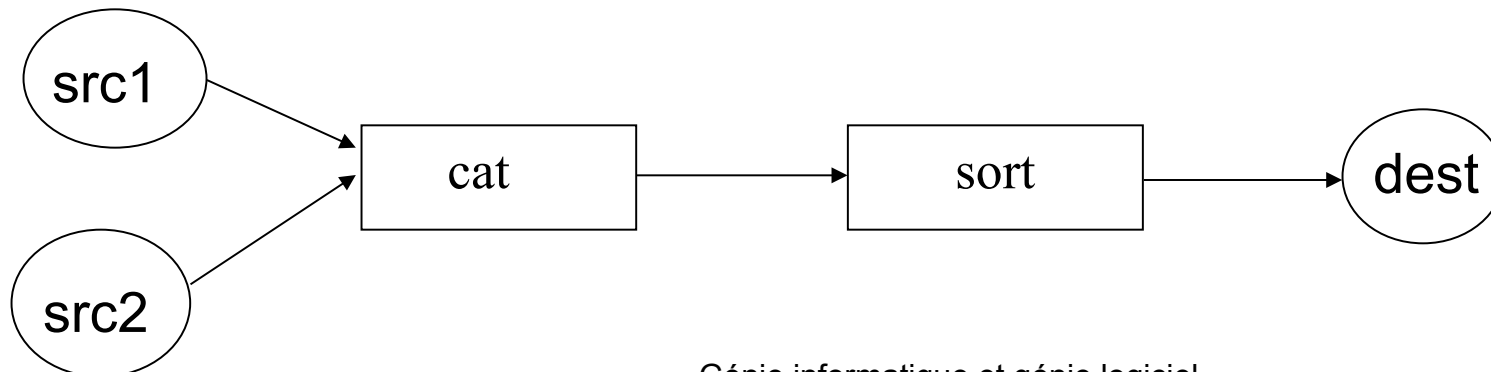 src1
cat
sort
dest
src2
Génie informatique et génie logiciel